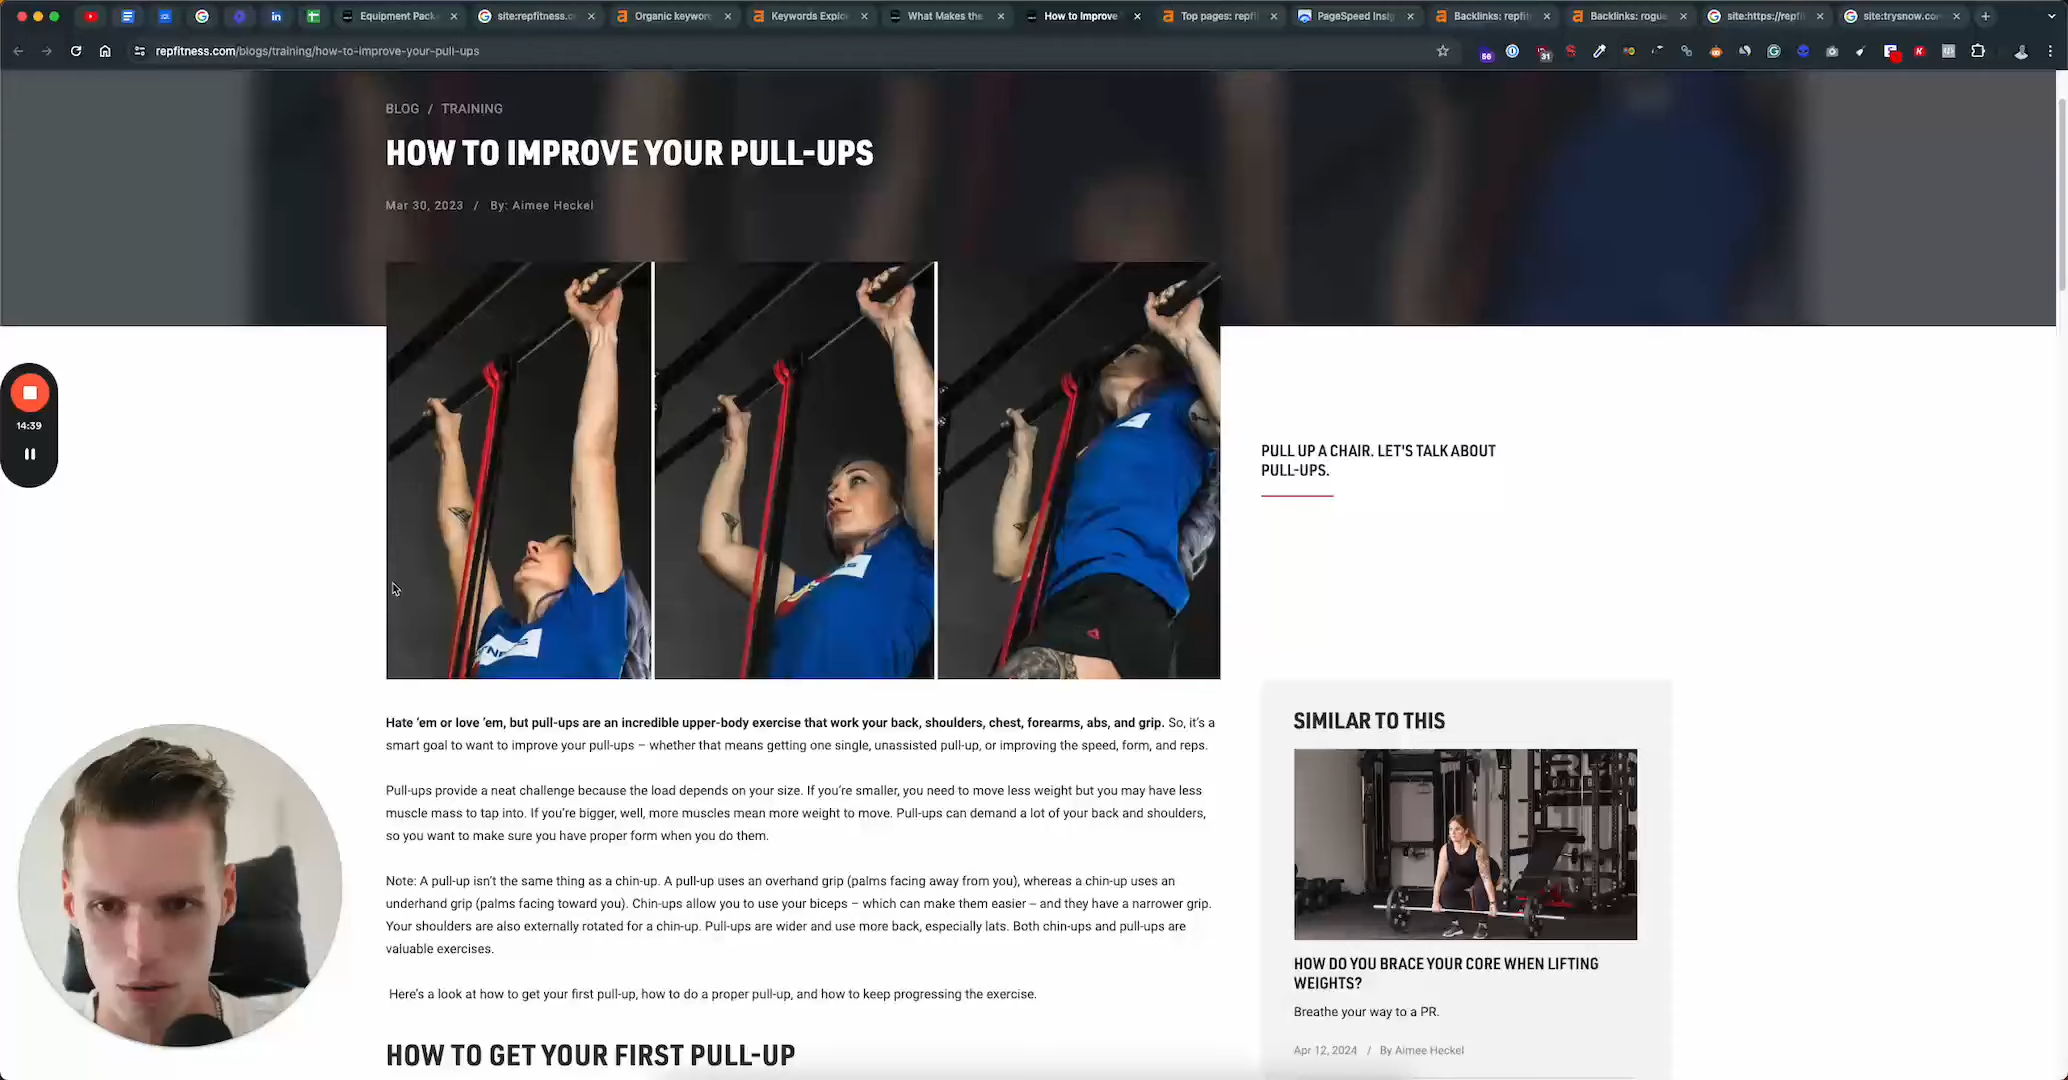 Equipment Pack
site:repfitness.c
Organic keywor
Keywords Explo
What Makes the
How to Improve
Top pages: repfi
PageSpeed Insi
Backlinks: repfi
Backlinks: rogue
site:https://repfi
site:trysnow.co
repfitness.com/blogs/training/how-to-improve-your-pull-ups
56
31
BLOG / TRAINING
HOW TO IMPROVE YOUR PULL-UPS
Mar 30, 2023 / By: Aimee Heckel
14:39
PULL UP A CHAIR. LET'S TALK ABOUT
PULL-UPS.
Hate 'em or love 'em, but pull-ups are an incredible upper-body exercise that work your back, shoulders, chest, forearms, abs, and grip. So, it's a
smart goal to want to improve your pull-ups – whether that means getting one single, unassisted pull-up, or improving the speed, form, and reps.
Pull-ups provide a neat challenge because the load depends on your size. If you're smaller, you need to move less weight but you may have less
muscle mass to tap into. If you're bigger, well, more muscles mean more weight to move. Pull-ups can demand a lot of your back and shoulders,
so you want to make sure you have proper form when you do them.
Note: A pull-up isn't the same thing as a chin-up. A pull-up uses an overhand grip (palms facing away from you), whereas a chin-up uses an
underhand grip (palms facing toward you). Chin-ups allow you to use your biceps – which can make them easier – and they have a narrower grip.
Your shoulders are also externally rotated for a chin-up. Pull-ups are wider and use more back, especially lats. Both chin-ups and pull-ups are
valuable exercises.
Here's a look at how to get your first pull-up, how to do a proper pull-up, and how to keep progressing the exercise.
HOW TO GET YOUR FIRST PULL-UP
SIMILAR TO THIS
HOW DO YOU BRACE YOUR CORE WHEN LIFTING
WEIGHTS?
Breathe your way to a PR.
Apr 12, 2024 / By Aimee Heckel